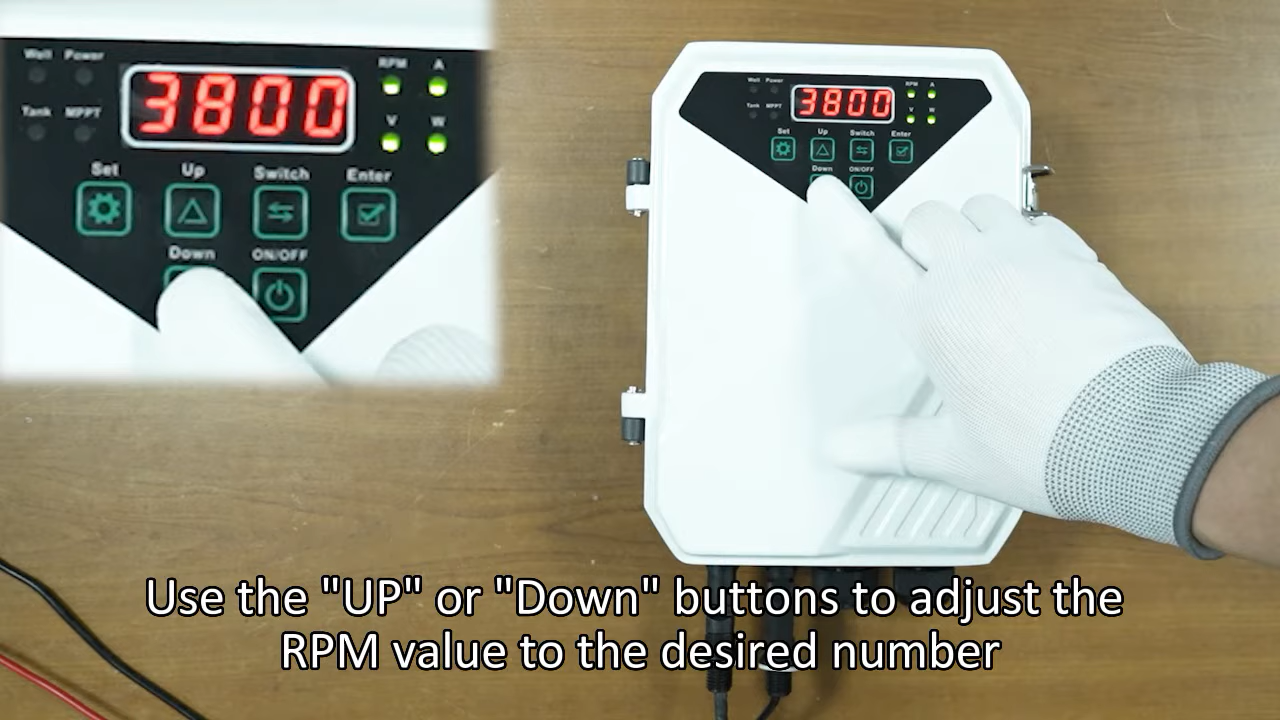 Well Power
RPM A
3800
Tank MPPT
V W
Set Up Switch Enter
Down ON/OFF
Well Power
RPM A
3800
Tank MPPT
V W
Set Up Switch Enter
Down ON/OFF
Use the "UP" or "Down" buttons to adjust the
RPM value to the desired number